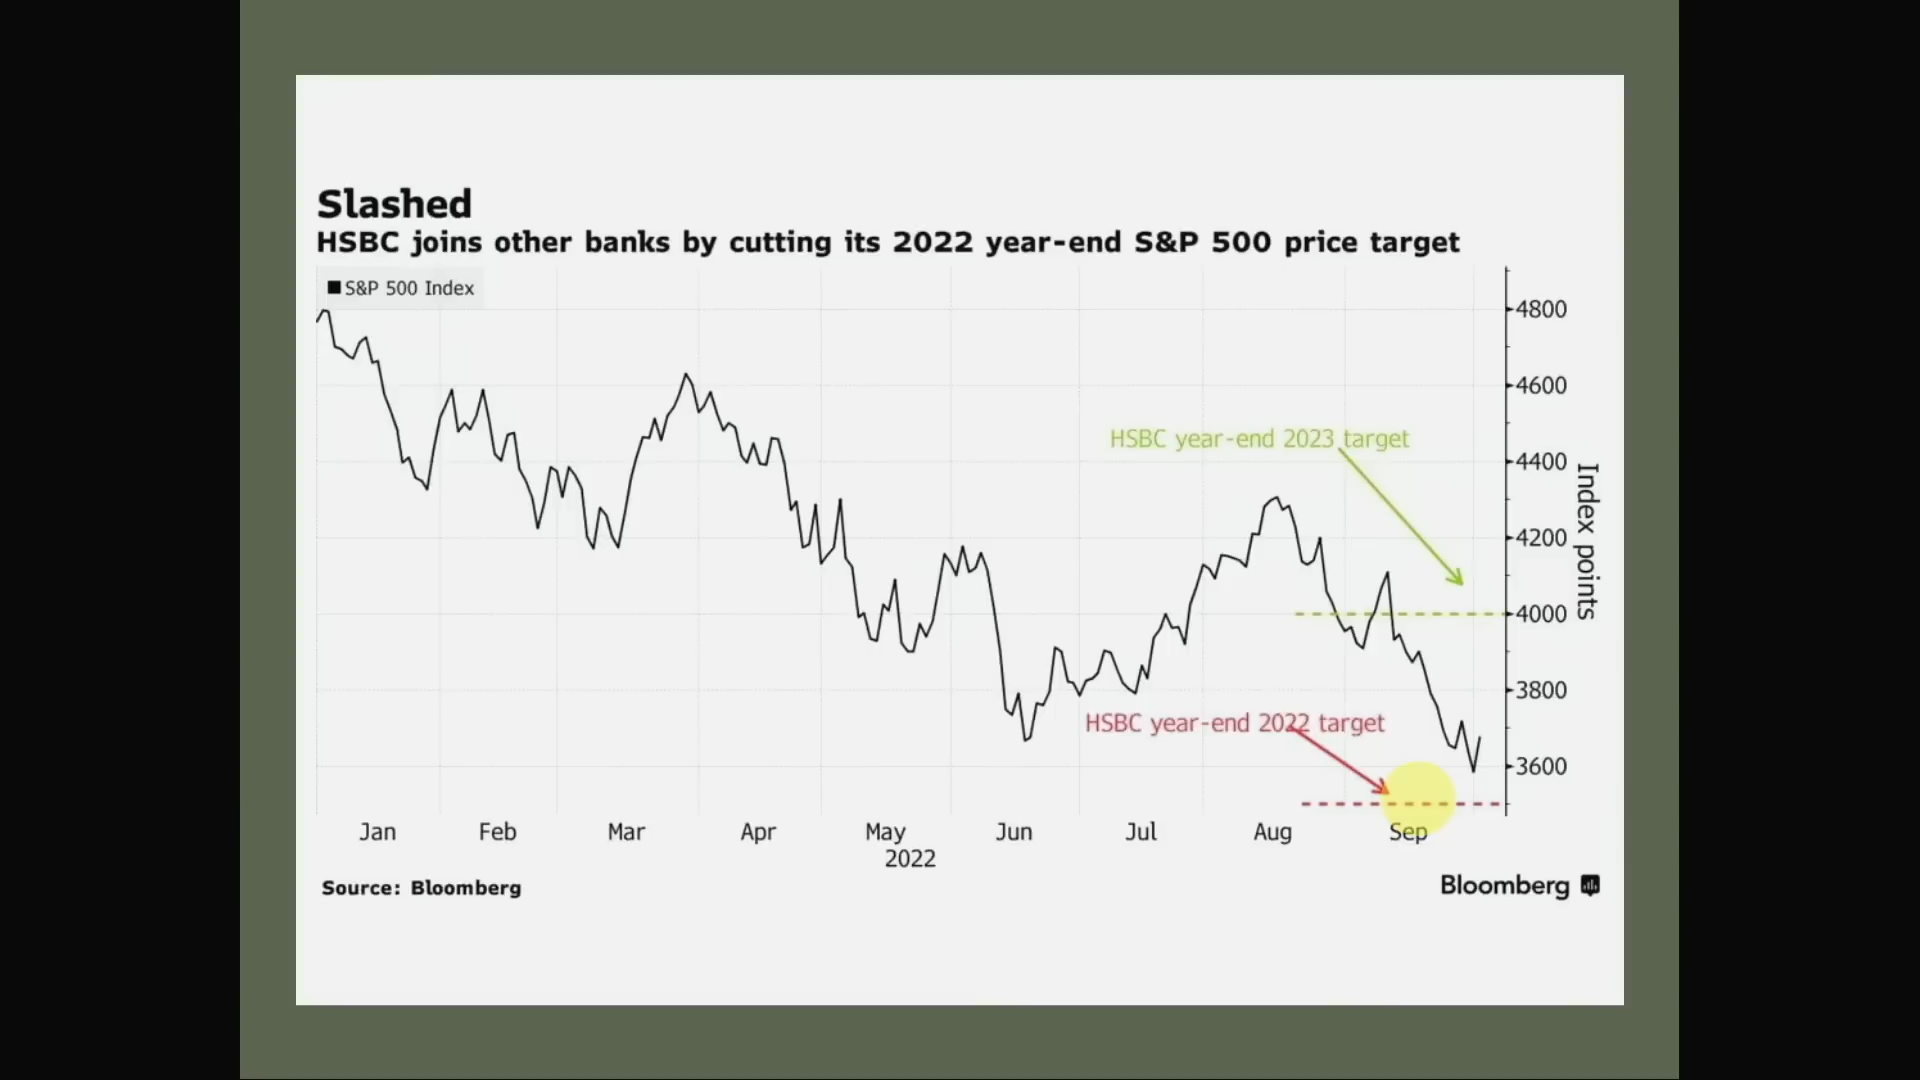 Slashed
HSBC joins other banks by cutting its 2022 year-end S&P 500 price target
S&P 500 Index
4800
4600
HSBC year-end 2023 target
4400
4200
4000
3800
3600
Index points
HSBC year-end 2022 target
Jan Feb Mar Apr May Jun Jul Aug Sep
2022
Source: Bloomberg
Bloomberg